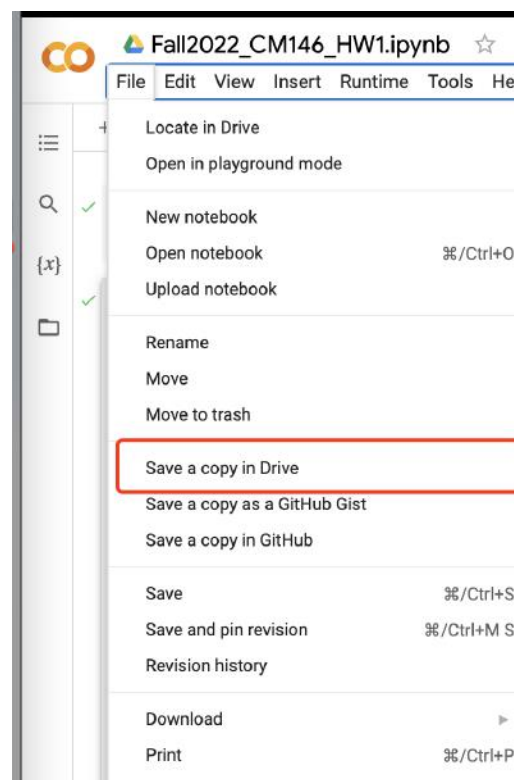 CO Fall2022_CM146_HW1.ipynb
File Edit View Insert Runtime Tools He
Locate in Drive
Open in playground mode
New notebook
{x}
Open notebook ⌘/Ctrl+O
Upload notebook
Rename
Move
Move to trash
Save a copy in Drive
Save a copy as a GitHub Gist
Save a copy in GitHub
Save ⌘/Ctrl+S
Save and pin revision ⌘/Ctrl+M S
Revision history
Download
Print ⌘/Ctrl+P